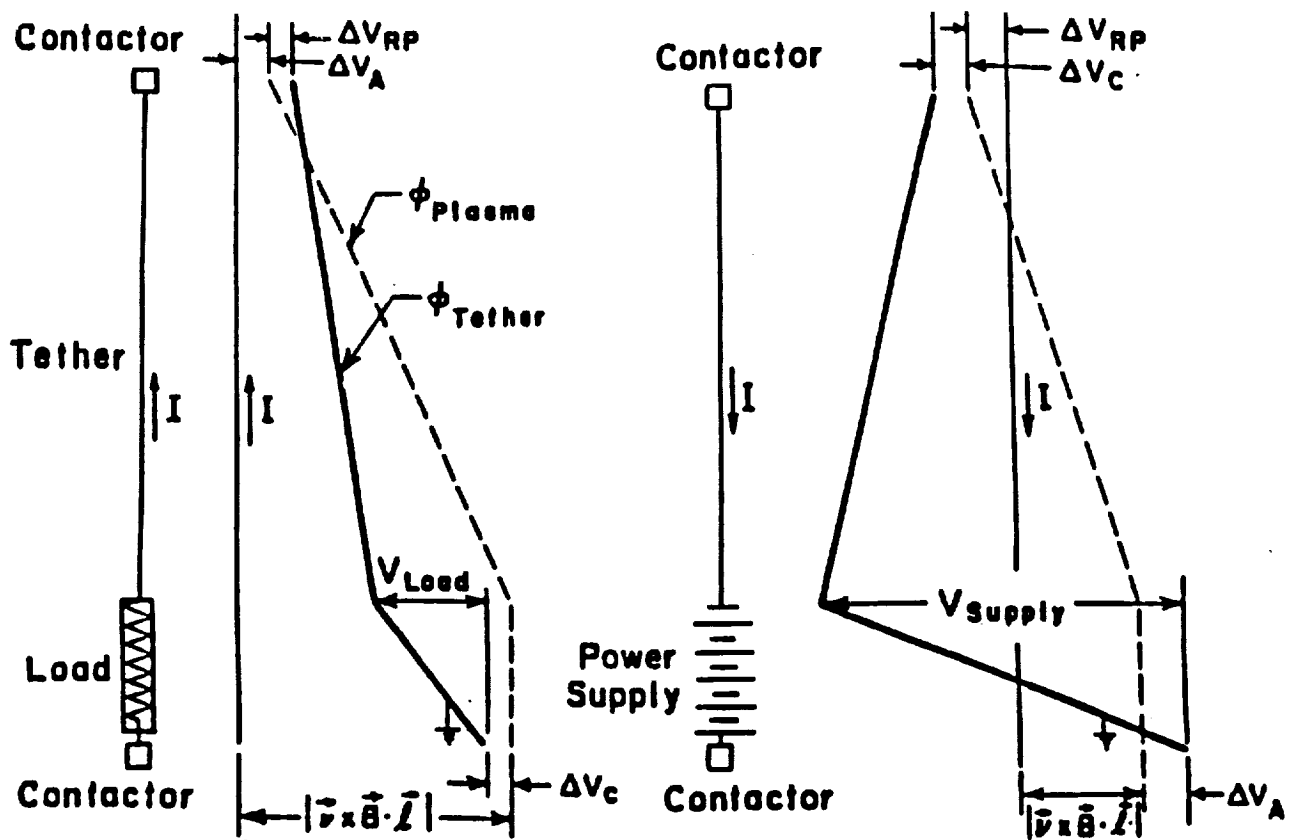 Contactor
ΔV_RP
ΔV_A
φ_Plasma
φ_Tether
Tether
I
I
V_Load
Load
Contactor
ΔV_C
|v⃗ x B⃗ · l⃗|
Contactor
ΔV_RP
ΔV_C
I
I
V_Supply
Power
Supply
Contactor
|v⃗ x B⃗ · l⃗|
ΔV_A